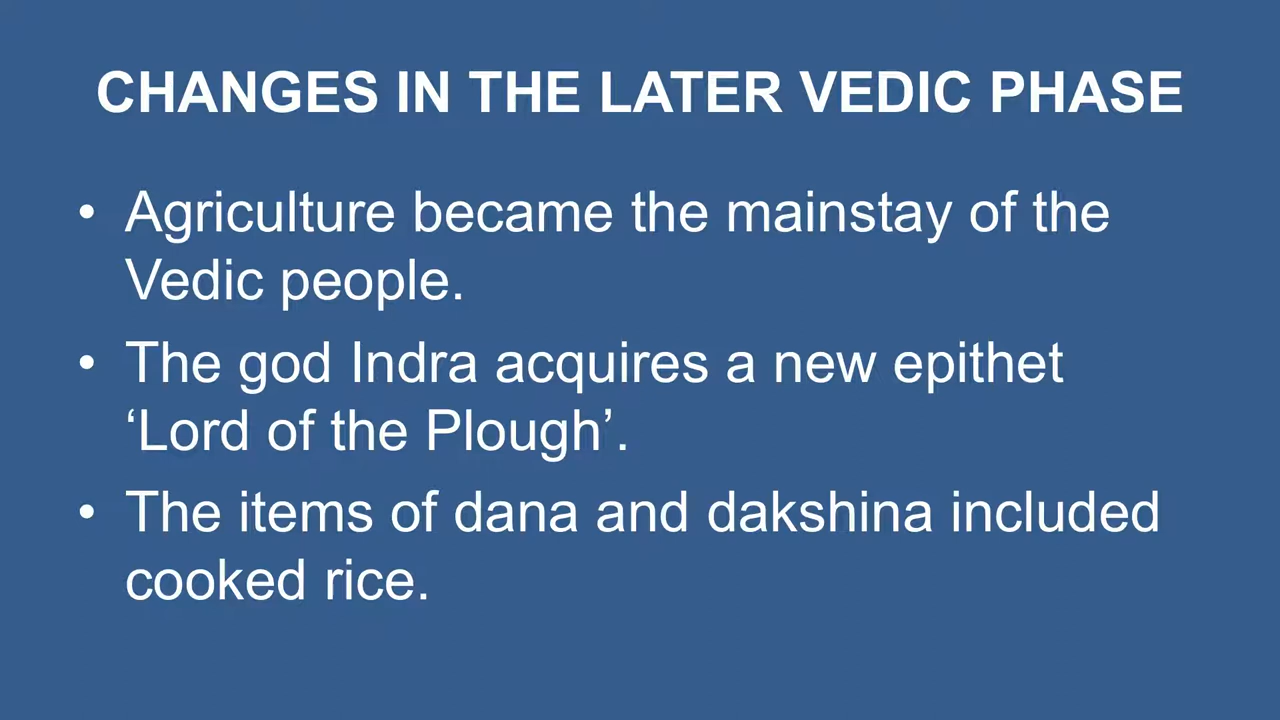 CHANGES IN THE LATER VEDIC PHASE
• Agriculture became the mainstay of the
Vedic people.
• The god Indra acquires a new epithet
‘Lord of the Plough’.
• The items of dana and dakshina included
cooked rice.